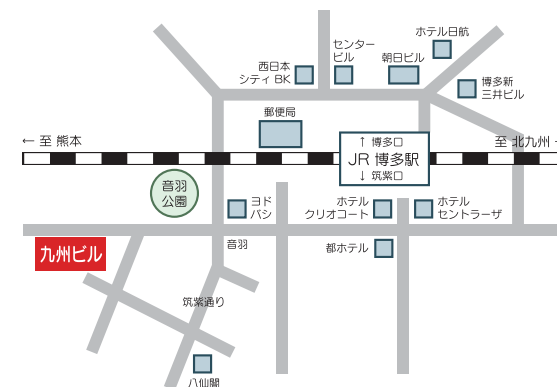 ホテル日航
センター
ビル
朝日ビル
西日本
シティ BK
博多新
三井ビル
郵便局
← 至 熊本
↑ 博多口
JR 博多駅
↓ 筑紫口
至 北九州 →
音羽
公園
ヨド
バシ
ホテル
クリオコート
ホテル
セントラーザ
音羽
都ホテル
九州ビル
筑紫通り
八仙閣